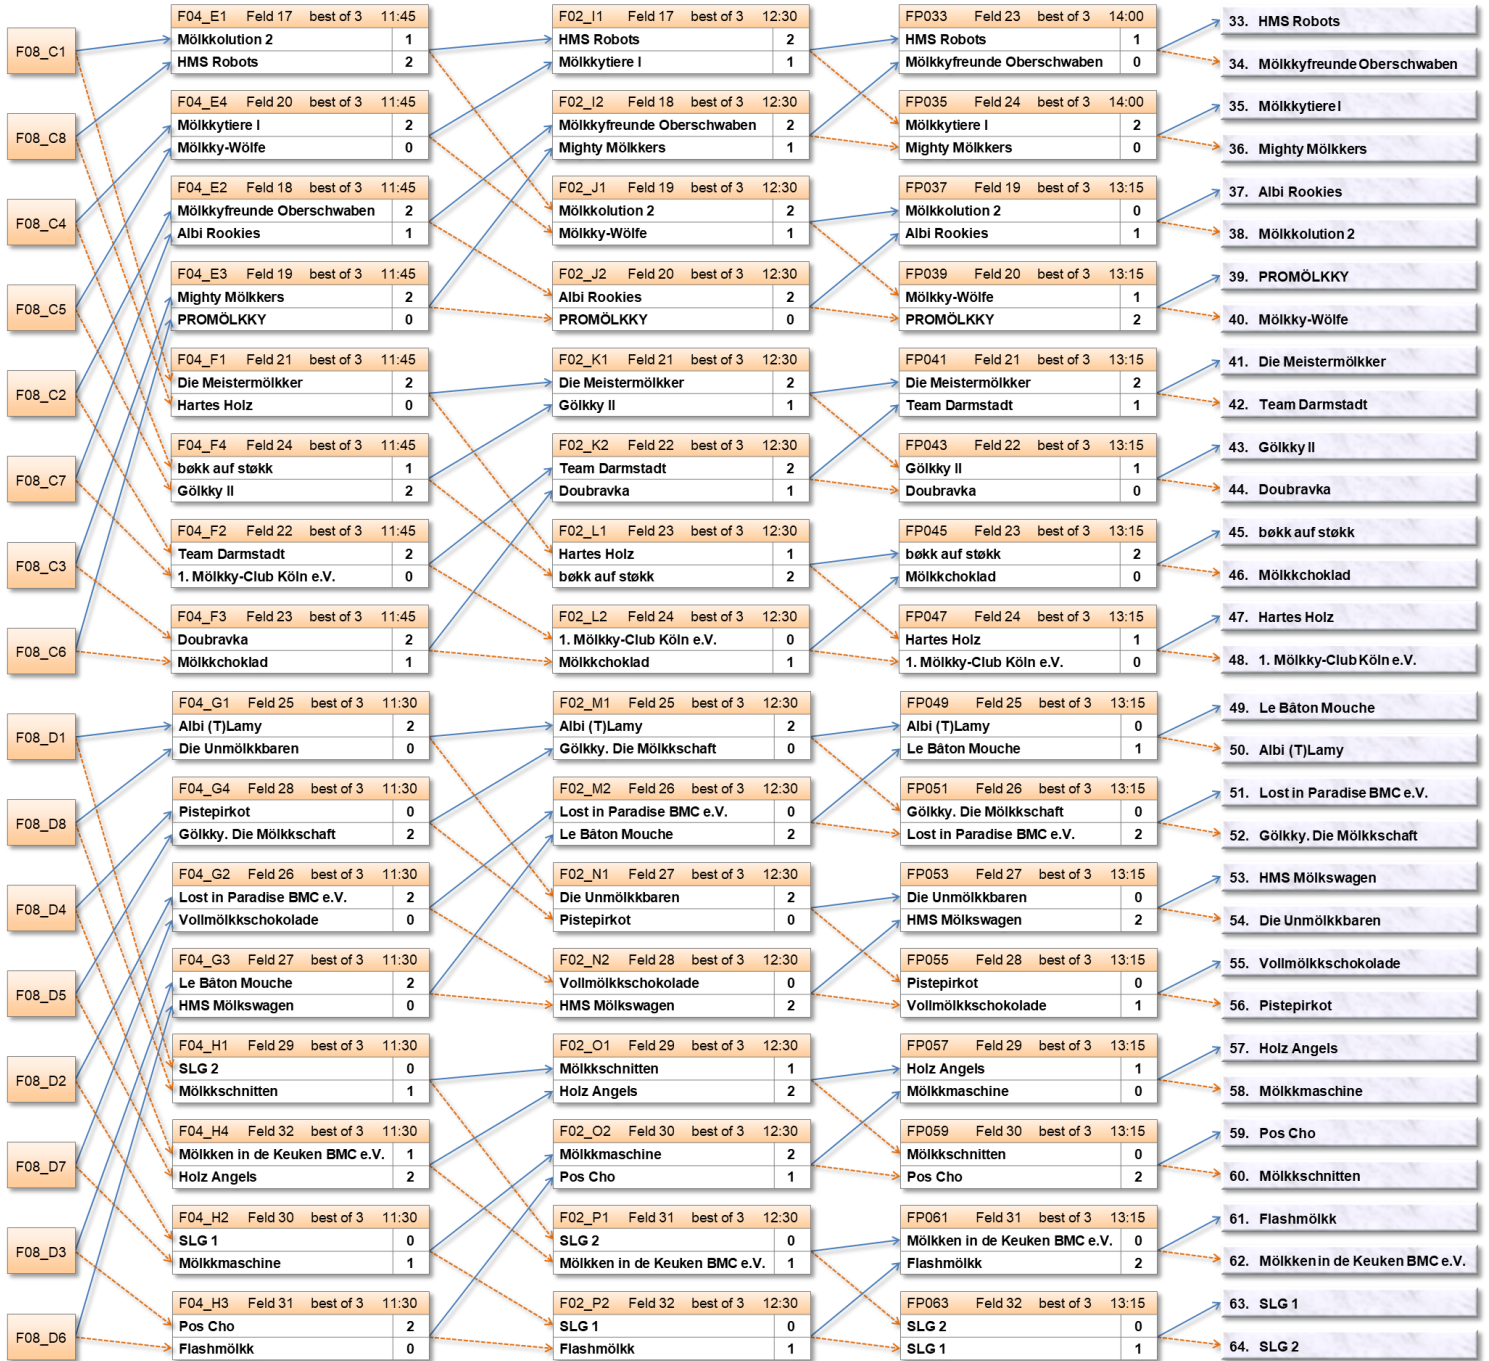 F08_C1
F08_C8
F08_C4
F08_C5
F08_C2
F08_C7
F08_C3
F08_C6
F08_D1
F08_D8
F08_D4
F08_D5
F08_D2
F08_D7
F08_D3
F08_D6
F04_E1 Feld 17 best of 3 11:45
Mölkkolution 2 1
HMS Robots 2
F04_E4 Feld 20 best of 3 11:45
Mölkkytiere I 2
Mölkky-Wölfe 0
F04_E2 Feld 18 best of 3 11:45
Mölkkyfreunde Oberschwaben 2
Albi Rookies 1
F04_E3 Feld 19 best of 3 11:45
Mighty Mölkkers 2
PROMÖLKKY 0
F04_F1 Feld 21 best of 3 11:45
Die Meistermölkker 2
Hartes Holz 0
F04_F4 Feld 24 best of 3 11:45
bøkk auf støkk 1
Gölkky II 2
F04_F2 Feld 22 best of 3 11:45
Team Darmstadt 2
1. Mölkky-Club Köln e.V. 0
F04_F3 Feld 23 best of 3 11:45
Doubravka 2
Mölkkchoklad 1
F04_G1 Feld 25 best of 3 11:30
Albi (T)Lamy 2
Die Unmölkkbaren 0
F04_G4 Feld 28 best of 3 11:30
Pistepirkot 0
Gölkky. Die Mölkkschaft 2
F04_G2 Feld 26 best of 3 11:30
Lost in Paradise BMC e.V. 2
Vollmölkkschokolade 0
F04_G3 Feld 27 best of 3 11:30
Le Bâton Mouche 2
HMS Mölkswagen 0
F04_H1 Feld 29 best of 3 11:30
SLG 2 0
Mölkkschnitten 1
F04_H4 Feld 32 best of 3 11:30
Mölkken in de Keuken BMC e.V. 1
Holz Angels 2
F04_H2 Feld 30 best of 3 11:30
SLG 1 0
Mölkkmaschine 1
F04_H3 Feld 31 best of 3 11:30
Pos Cho 2
Flashmölkk 0
F02_I1 Feld 17 best of 3 12:30
HMS Robots 2
Mölkkytiere I 1
F02_I2 Feld 18 best of 3 12:30
Mölkkyfreunde Oberschwaben 2
Mighty Mölkkers 1
F02_J1 Feld 19 best of 3 12:30
Mölkkolution 2 2
Mölkky-Wölfe 1
F02_J2 Feld 20 best of 3 12:30
Albi Rookies 2
PROMÖLKKY 0
F02_K1 Feld 21 best of 3 12:30
Die Meistermölkker 2
Gölkky II 1
F02_K2 Feld 22 best of 3 12:30
Team Darmstadt 2
Doubravka 1
F02_L1 Feld 23 best of 3 12:30
Hartes Holz 1
bøkk auf støkk 2
F02_L2 Feld 24 best of 3 12:30
1. Mölkky-Club Köln e.V. 0
Mölkkchoklad 1
F02_M1 Feld 25 best of 3 12:30
Albi (T)Lamy 2
Gölkky. Die Mölkkschaft 0
F02_M2 Feld 26 best of 3 12:30
Lost in Paradise BMC e.V. 0
Le Bâton Mouche 2
F02_N1 Feld 27 best of 3 12:30
Die Unmölkkbaren 2
Pistepirkot 0
F02_N2 Feld 28 best of 3 12:30
Vollmölkkschokolade 0
HMS Mölkswagen 2
F02_O1 Feld 29 best of 3 12:30
Mölkkschnitten 1
Holz Angels 2
F02_O2 Feld 30 best of 3 12:30
Mölkkmaschine 2
Pos Cho 1
F02_P1 Feld 31 best of 3 12:30
SLG 2 0
Mölkken in de Keuken BMC e.V. 1
F02_P2 Feld 32 best of 3 12:30
SLG 1 0
Flashmölkk 1
FP033 Feld 23 best of 3 14:00
HMS Robots 1
Mölkkyfreunde Oberschwaben 0
FP035 Feld 24 best of 3 14:00
Mölkkytiere I 2
Mighty Mölkkers 0
FP037 Feld 19 best of 3 13:15
Mölkkolution 2 0
Albi Rookies 1
FP039 Feld 20 best of 3 13:15
Mölkky-Wölfe 1
PROMÖLKKY 2
FP041 Feld 21 best of 3 13:15
Die Meistermölkker 2
Team Darmstadt 1
FP043 Feld 22 best of 3 13:15
Gölkky II 1
Doubravka 0
FP045 Feld 23 best of 3 13:15
bøkk auf støkk 2
Mölkkchoklad 0
FP047 Feld 24 best of 3 13:15
Hartes Holz 1
1. Mölkky-Club Köln e.V. 0
FP049 Feld 25 best of 3 13:15
Albi (T)Lamy 0
Le Bâton Mouche 1
FP051 Feld 26 best of 3 13:15
Gölkky. Die Mölkkschaft 0
Lost in Paradise BMC e.V. 2
FP053 Feld 27 best of 3 13:15
Die Unmölkkbaren 0
HMS Mölkswagen 2
FP055 Feld 28 best of 3 13:15
Pistepirkot 0
Vollmölkkschokolade 1
FP057 Feld 29 best of 3 13:15
Holz Angels 1
Mölkkmaschine 0
FP059 Feld 30 best of 3 13:15
Mölkkschnitten 0
Pos Cho 2
FP061 Feld 31 best of 3 13:15
Mölkken in de Keuken BMC e.V. 0
Flashmölkk 2
FP063 Feld 32 best of 3 13:15
SLG 2 0
SLG 1 1
33. HMS Robots
34. Mölkkyfreunde Oberschwaben
35. Mölkkytiere I
36. Mighty Mölkkers
37. Albi Rookies
38. Mölkkolution 2
39. PROMÖLKKY
40. Mölkky-Wölfe
41. Die Meistermölkker
42. Team Darmstadt
43. Gölkky II
44. Doubravka
45. bøkk auf støkk
46. Mölkkchoklad
47. Hartes Holz
48. 1. Mölkky-Club Köln e.V.
49. Le Bâton Mouche
50. Albi (T)Lamy
51. Lost in Paradise BMC e.V.
52. Gölkky. Die Mölkkschaft
53. HMS Mölkswagen
54. Die Unmölkkbaren
55. Vollmölkkschokolade
56. Pistepirkot
57. Holz Angels
58. Mölkkmaschine
59. Pos Cho
60. Mölkkschnitten
61. Flashmölkk
62. Mölkken in de Keuken BMC e.V.
63. SLG 1
64. SLG 2